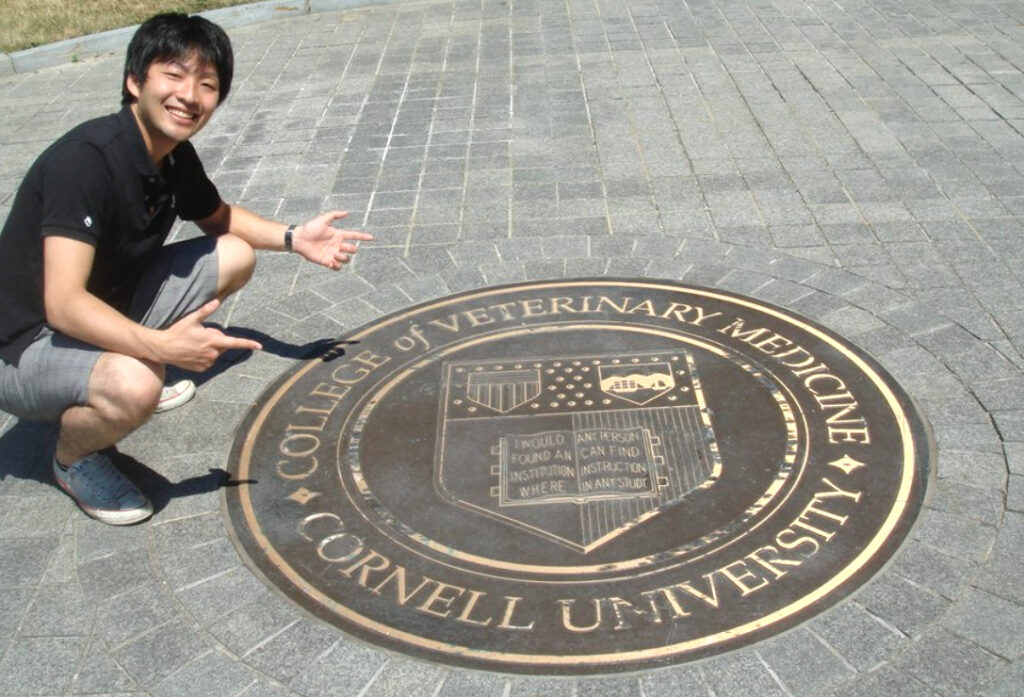 COLLEGE of VETERINARY MEDICINE
CORNELL UNIVERSITY
I WOULD
FOUND AN
INSTITUTION
WHERE
ANY PERSON
CAN FIND
INSTRUCTION
IN ANY STUDY